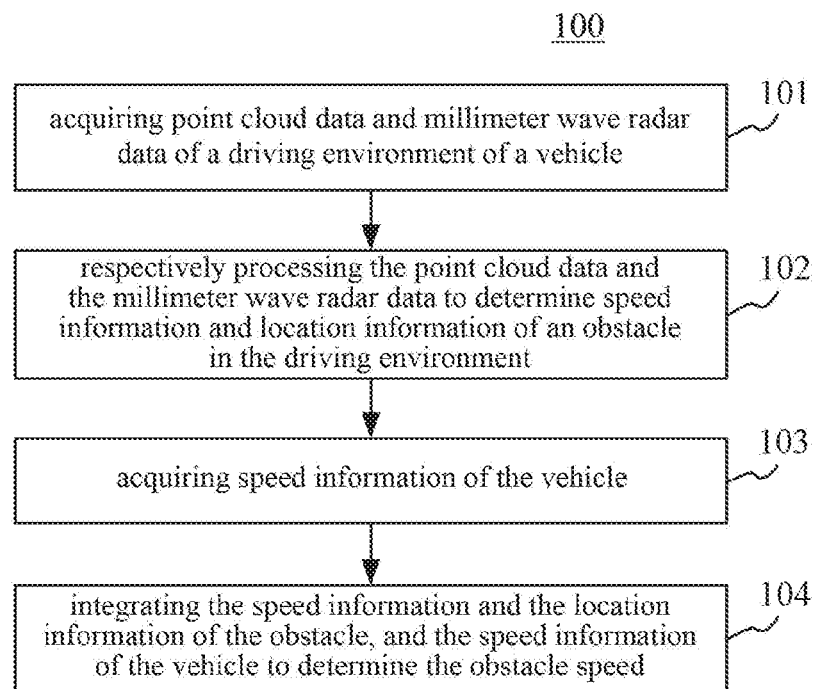 100
101
acquiring point cloud data and millimeter wave radar
data of a driving environment of a vehicle
102
respectively processing the point cloud data and
the millimeter wave radar data to determine speed
information and location information of an obstacle
in the driving environment
103
acquiring speed information of the vehicle
104
integrating the speed information and the location
information of the obstacle, and the speed information
of the vehicle to determine the obstacle speed